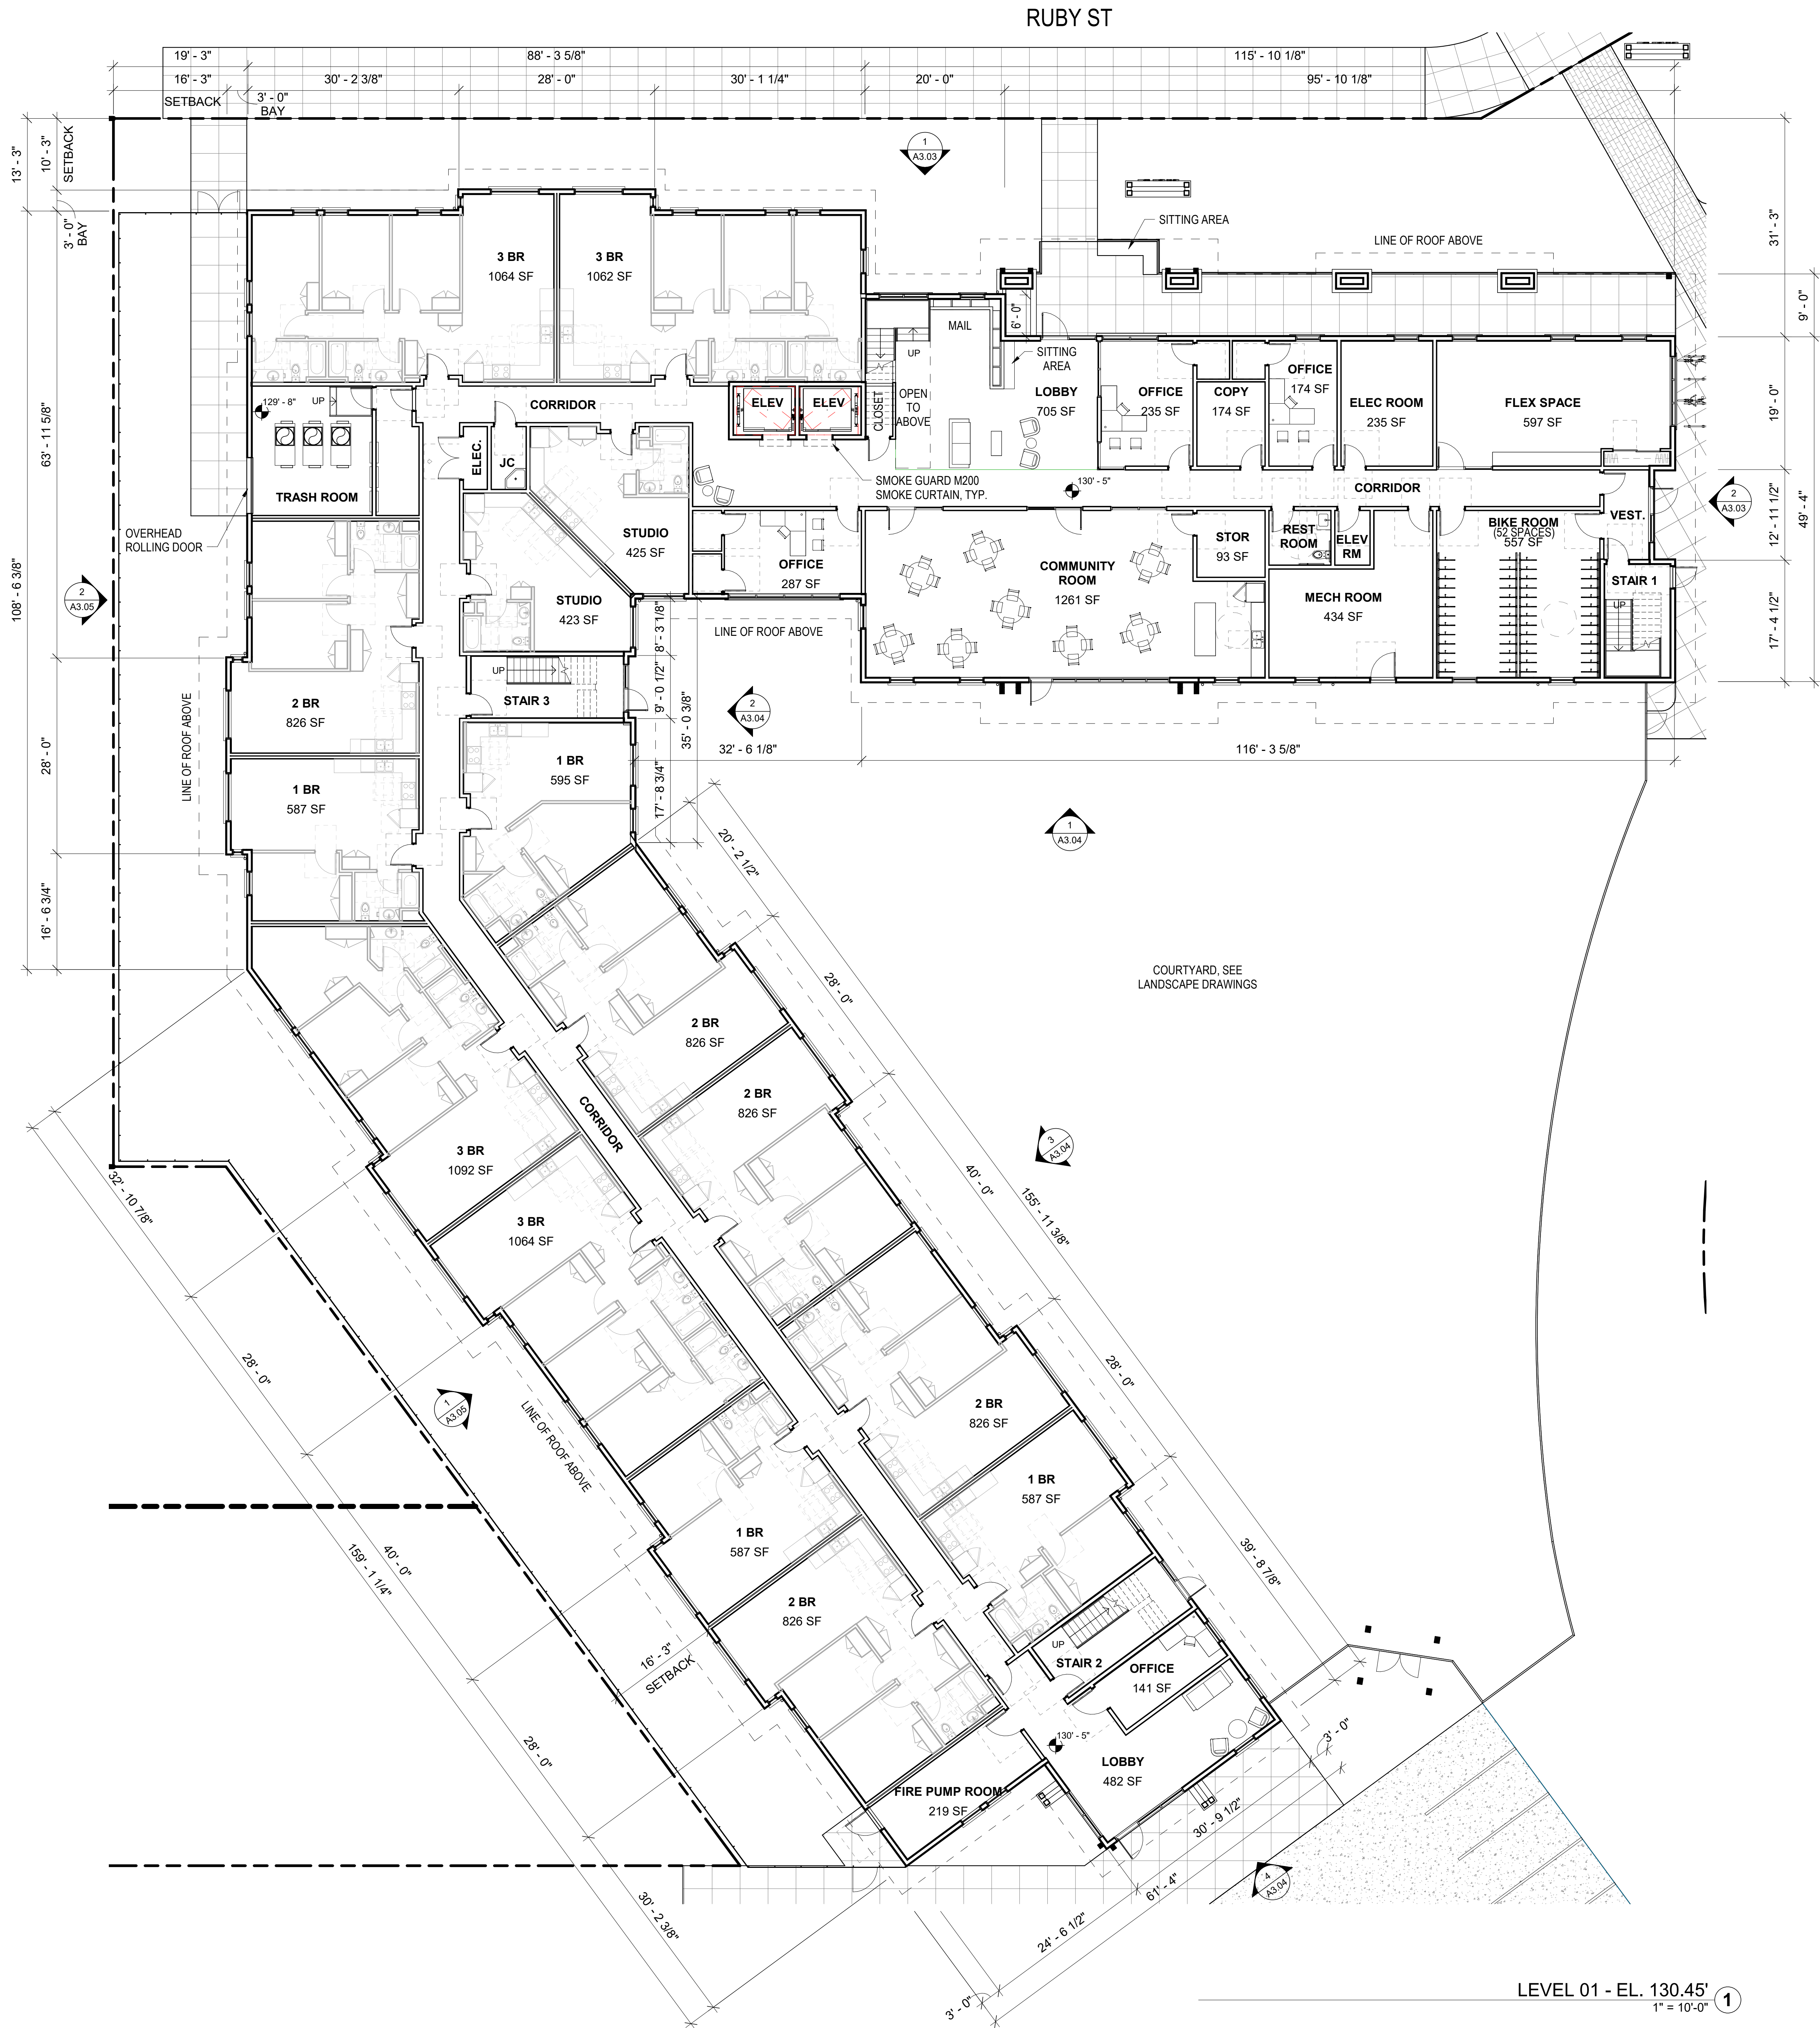 RUBY ST
19' - 3"
88' - 3 5/8"
115' - 10 1/8"
16' - 3"
30' - 2 3/8"
28' - 0"
30' - 1 1/4"
20' - 0"
95' - 10 1/8"
SETBACK
3' - 0"
BAY
13' - 3"
10' - 3"
SETBACK
3' - 0"
BAY
1
A3.03
SITTING AREA
LINE OF ROOF ABOVE
31' - 3"
9' - 0"
3 BR
1064 SF
3 BR
1062 SF
MAIL
6' - 0"
UP
SITTING
AREA
129' - 8"
UP
CORRIDOR
ELEV
ELEV
CLOSET
OPEN
TO
ABOVE
LOBBY
705 SF
OFFICE
235 SF
COPY
174 SF
OFFICE
174 SF
ELEC ROOM
235 SF
FLEX SPACE
597 SF
19' - 0"
63' - 11 5/8"
TRASH ROOM
ELEC.
JC
SMOKE GUARD M200
SMOKE CURTAIN, TYP.
130' - 5"
CORRIDOR
2
A3.03
49' - 4"
12' - 11 1/2"
OVERHEAD
ROLLING DOOR
STUDIO
425 SF
OFFICE
287 SF
COMMUNITY
ROOM
1261 SF
STOR
93 SF
REST
ROOM
ELEV
RM
BIKE ROOM
(52 SPACES)
557 SF
VEST.
STAIR 1
UP
MECH ROOM
434 SF
17' - 4 1/2"
108' - 6 3/8"
2
A3.05
STUDIO
423 SF
8' - 3 1/8"
LINE OF ROOF ABOVE
UP
STAIR 3
9' - 0 1/2"
35' - 0 3/8"
2
A3.04
2 BR
826 SF
LINE OF ROOF ABOVE
28' - 0"
32' - 6 1/8"
116' - 3 5/8"
1 BR
595 SF
17' - 8 3/4"
1 BR
587 SF
1
A3.04
20' - 2 1/2"
16' - 6 3/4"
COURTYARD, SEE
LANDSCAPE DRAWINGS
28' - 0"
2 BR
826 SF
2 BR
826 SF
CORRIDOR
3
A3.04
3 BR
1092 SF
40' - 0"
155' - 11 3/8"
32' - 10 7/8"
3 BR
1064 SF
28' - 0"
28' - 0"
1
A3.05
LINE OF ROOF ABOVE
2 BR
826 SF
1 BR
587 SF
1 BR
587 SF
159' - 1 1/4"
40' - 0"
39' - 8 7/8"
2 BR
826 SF
16' - 3"
SETBACK
UP
STAIR 2
OFFICE
141 SF
28' - 0"
130' - 5"
3' - 0"
LOBBY
482 SF
FIRE PUMP ROOM
219 SF
30' - 9 1/2"
4
A3.04
61' - 4"
30' - 2 3/8"
24' - 6 1/2"
3' - 0"
LEVEL 01 - EL. 130.45'
1" = 10'-0"
1